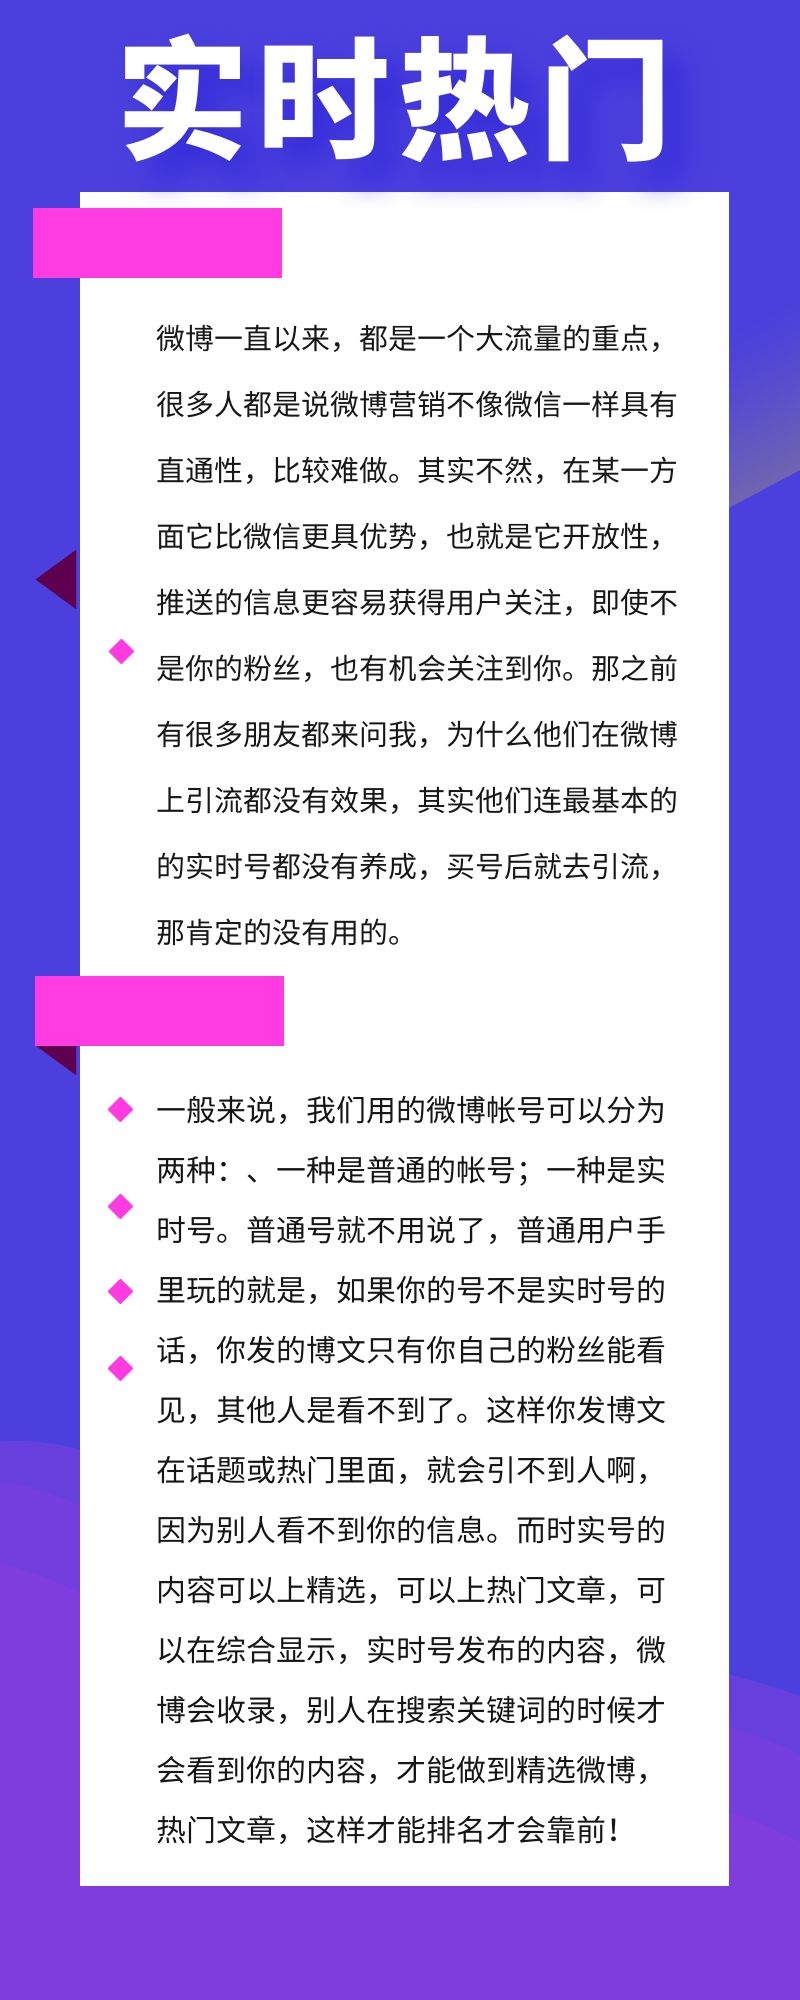 实时热门
微博一直以来，都是一个大流量的重点，
很多人都是说微博营销不像微信一样具有
直通性，比较难做。其实不然，在某一方
面它比微信更具优势，也就是它开放性，
推送的信息更容易获得用户关注，即使不
是你的粉丝，也有机会关注到你。那之前
有很多朋友都来问我，为什么他们在微博
上引流都没有效果，其实他们连最基本的
的实时号都没有养成，买号后就去引流，
那肯定的没有用的。
一般来说，我们用的微博帐号可以分为
两种：、一种是普通的帐号；一种是实
时号。普通号就不用说了，普通用户手
里玩的就是，如果你的号不是实时号的
话，你发的博文只有你自己的粉丝能看
见，其他人是看不到了。这样你发博文
在话题或热门里面，就会引不到人啊，
因为别人看不到你的信息。而时实号的
内容可以上精选，可以上热门文章，可
以在综合显示，实时号发布的内容，微
博会收录，别人在搜索关键词的时候才
会看到你的内容，才能做到精选微博，
热门文章，这样才能排名才会靠前！